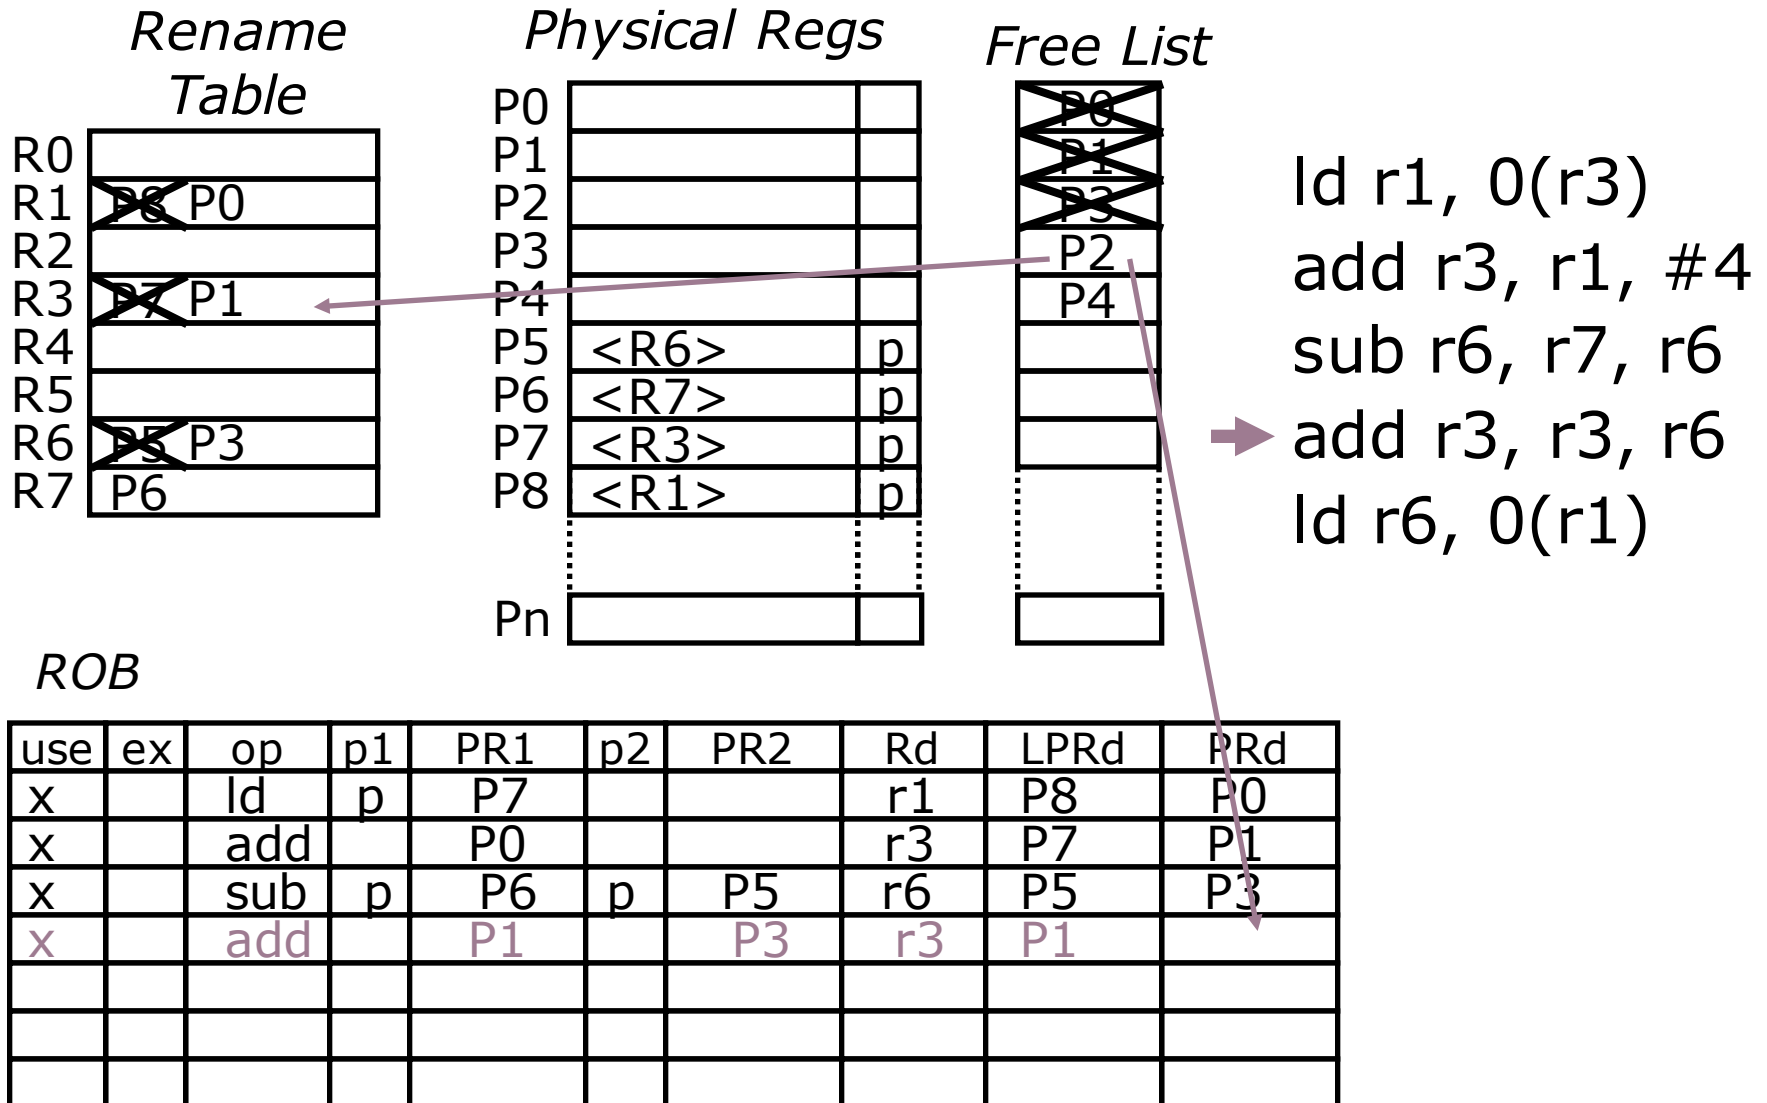 Rename Table
Physical Regs
Free List
R0
R1 P8 P0
R2
R3 P7 P1
R4
R5
R6 P5 P3
R7 P6
P0
P1
P2
P3
P4
P5 <R6> p
P6 <R7> p
P7 <R3> p
P8 <R1> p
Pn
P0
P1
P3
P2
P4
ld r1, 0(r3)
add r3, r1, #4
sub r6, r7, r6
add r3, r3, r6
ld r6, 0(r1)
ROB
use ex op p1 PR1 p2 PR2 Rd LPRd PRd
x ld p P7 r1 P8 P0
x add P0 r3 P7 P1
x sub p P6 p P5 r6 P5 P3
x add P1 P3 r3 P1